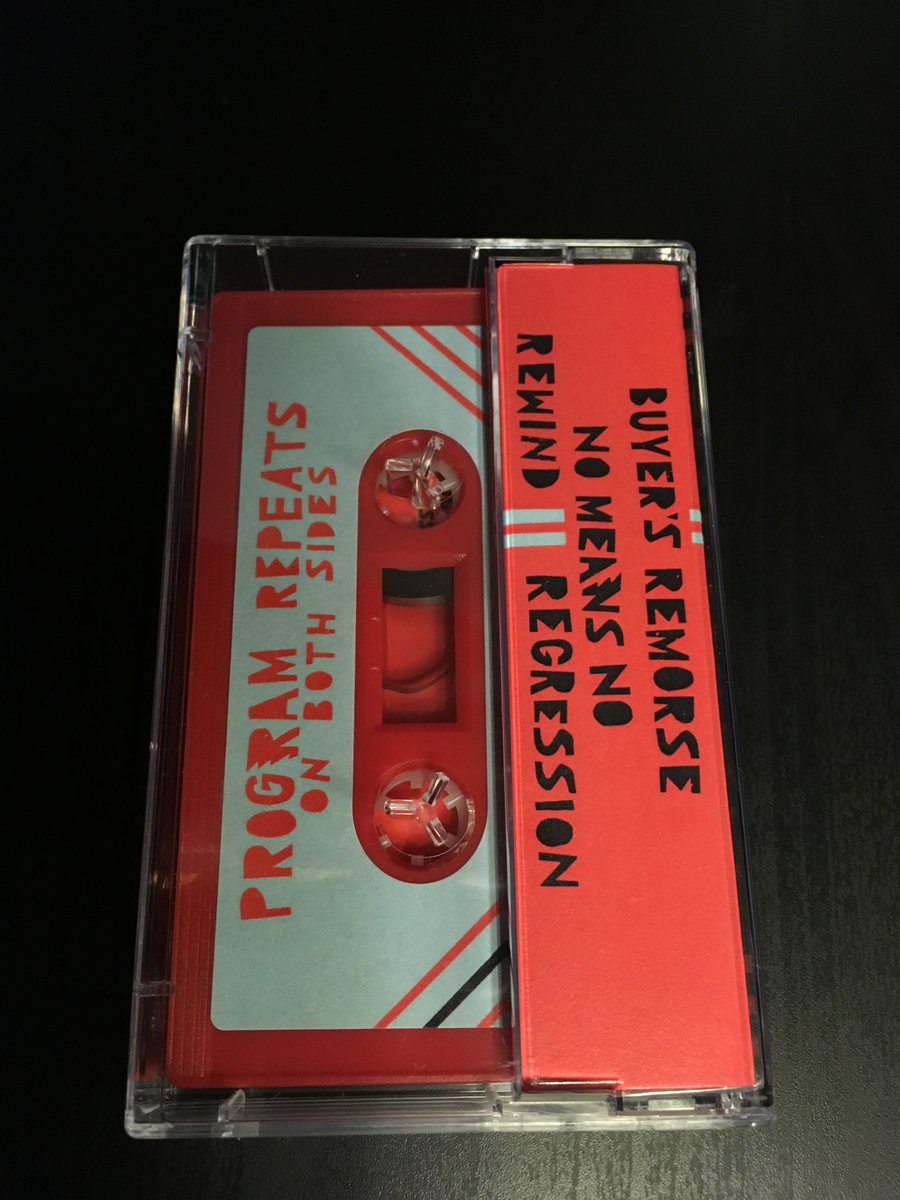 PROGRAM REPEATS
ON BOTH SIDES
BUYER'S REMORSE
NO MEANS NO
REWIND REGRESSION